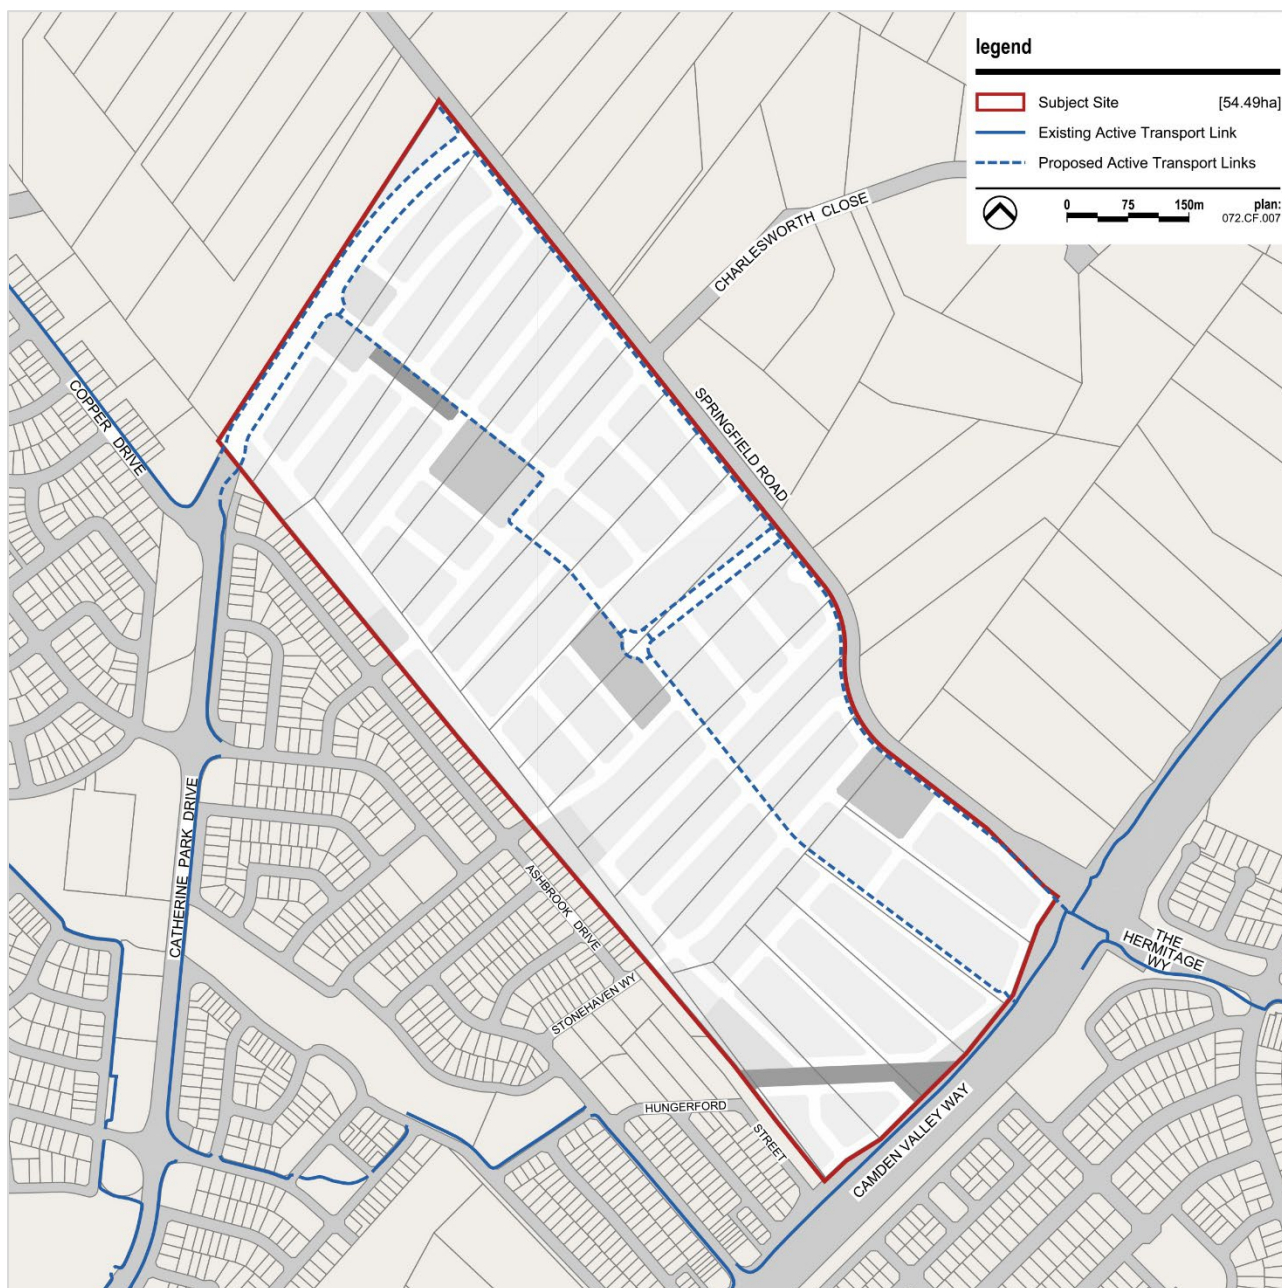 legend
Subject Site [54.49ha]
Existing Active Transport Link
Proposed Active Transport Links
0 75 150m
plan:
072.CF.007
CHARLESWORTH CLOSE
COPPER DRIVE
SPRINGFIELD ROAD
CATHERINE PARK DRIVE
ASHBROOK DRIVE
THE
HERMITAGE
WY
STONEHAVEN WY
HUNGERFORD
STREET
CAMDEN VALLEY WAY